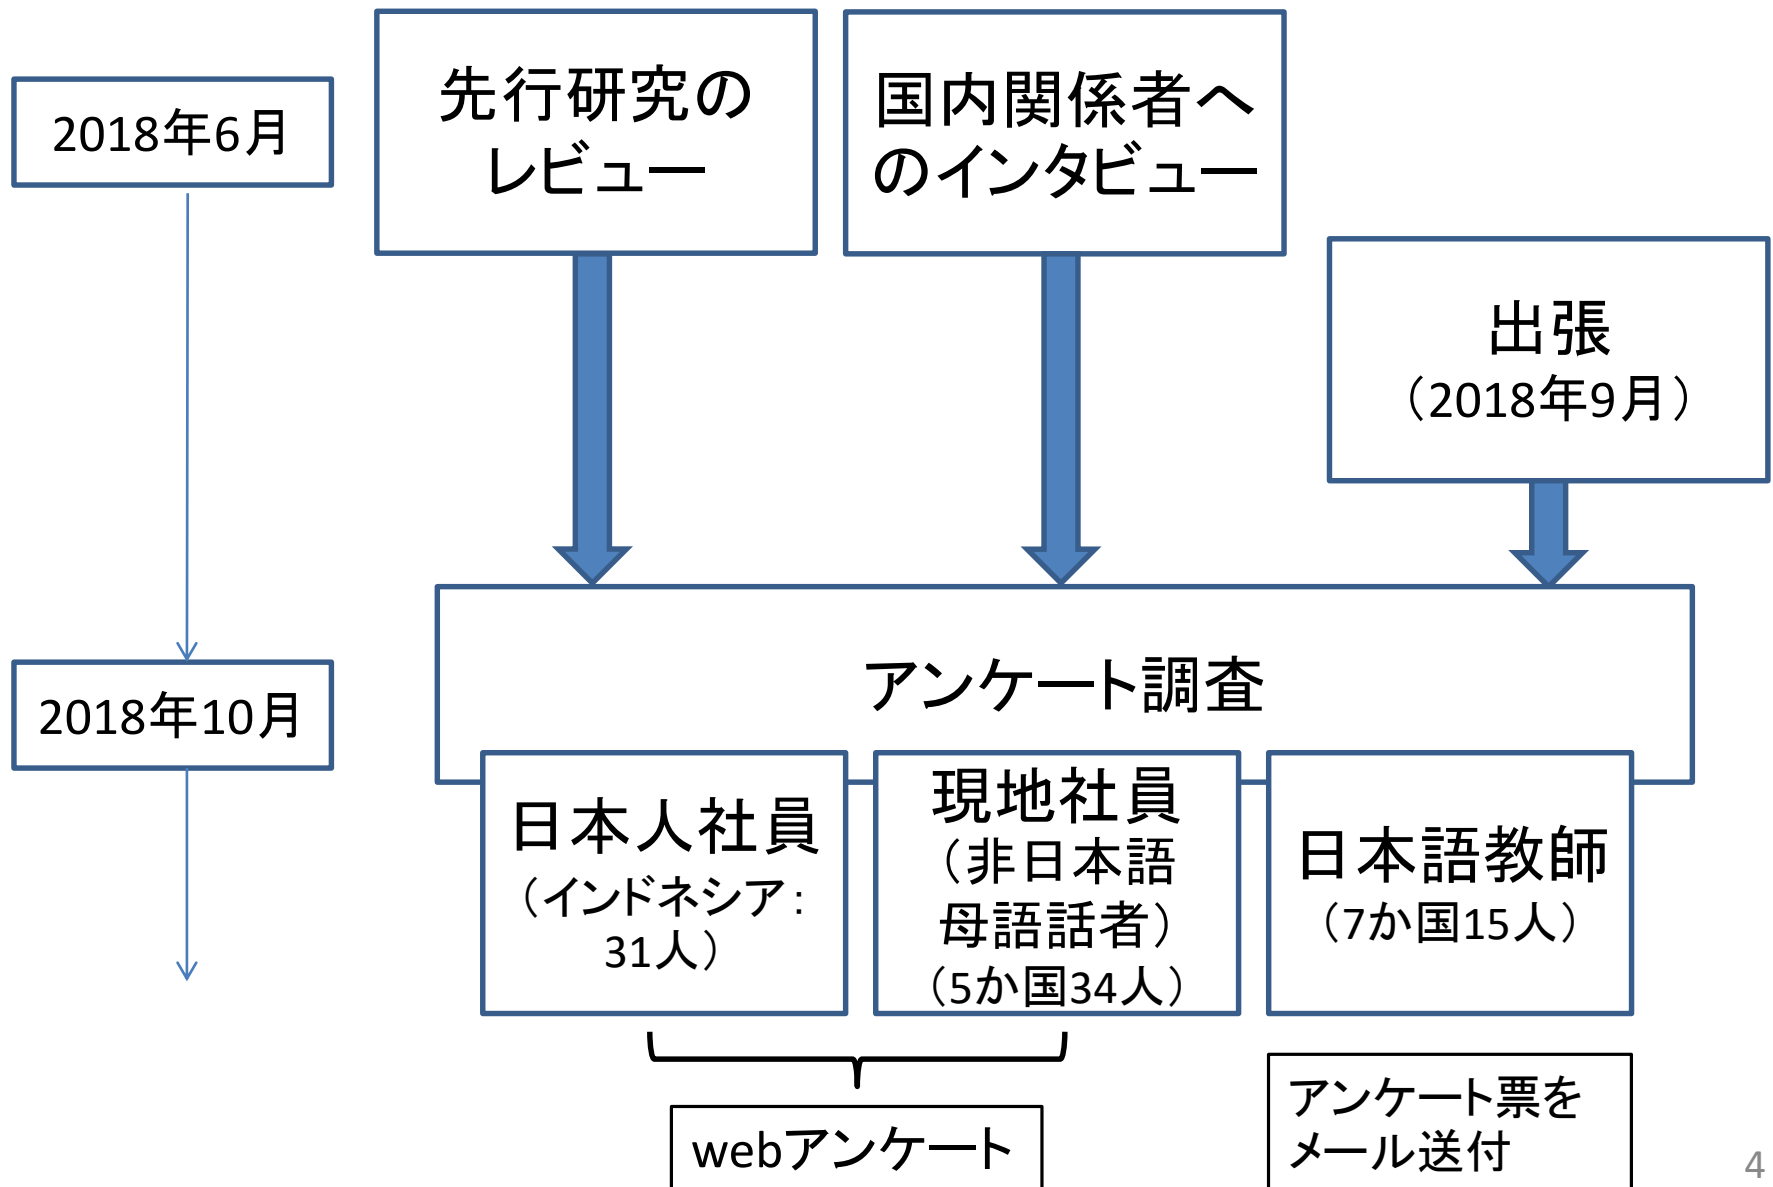 2018年6月
先行研究の
レビュー
国内関係者へ
のインタビュー
出張
（2018年9月）
2018年10月
アンケート調査
日本人社員
（インドネシア：
31人）
現地社員
（非日本語
母語話者）
（5か国34人）
日本語教師
（7か国15人）
webアンケート
アンケート票を
メール送付
4